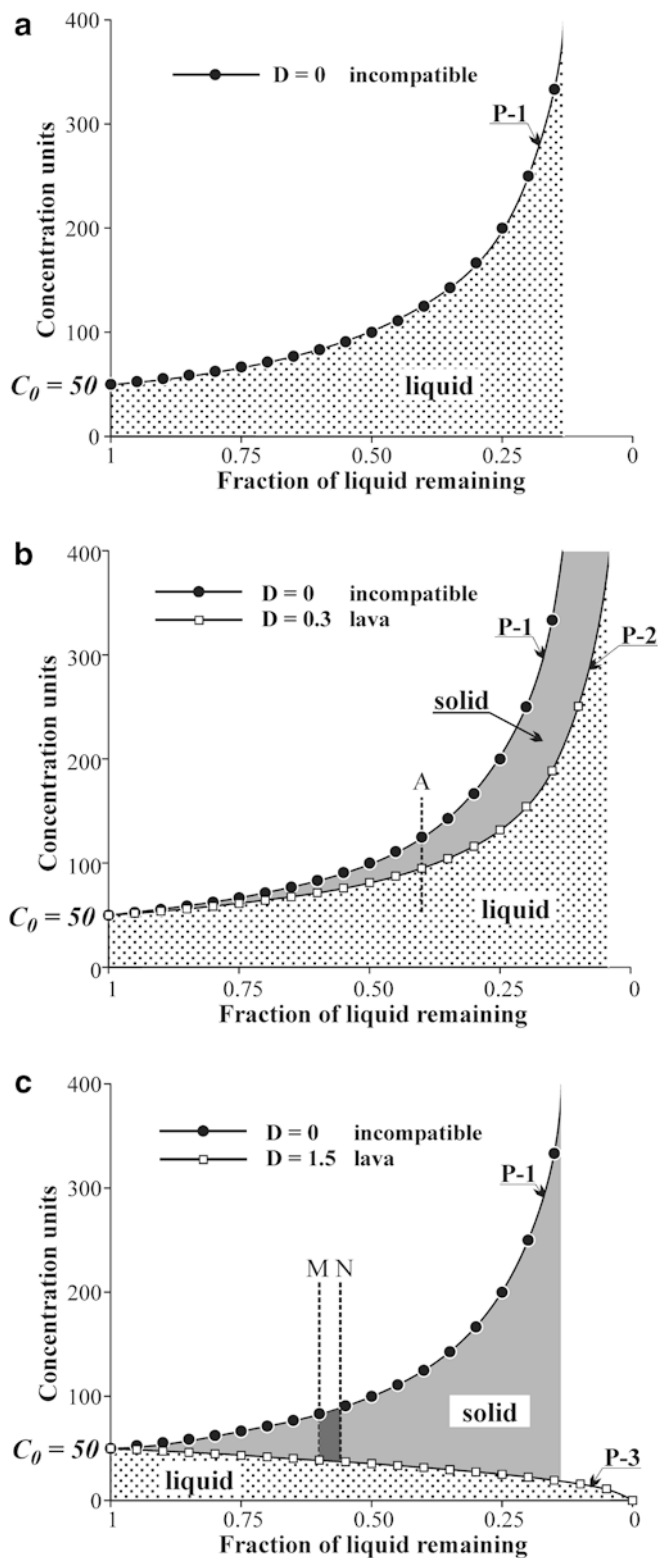 a
D = 0 incompatible
P-1
Concentration units
400
300
200
100
0
C₀ = 50
liquid
1 0.75 0.50 0.25 0
Fraction of liquid remaining
b
D = 0 incompatible
D = 0.3 lava
P-1
P-2
solid
A
Concentration units
400
300
200
100
0
C₀ = 50
liquid
1 0.75 0.50 0.25 0
Fraction of liquid remaining
c
D = 0 incompatible
D = 1.5 lava
P-1
M N
Concentration units
400
300
200
100
0
C₀ = 50
solid
liquid
P-3
1 0.75 0.50 0.25 0
Fraction of liquid remaining